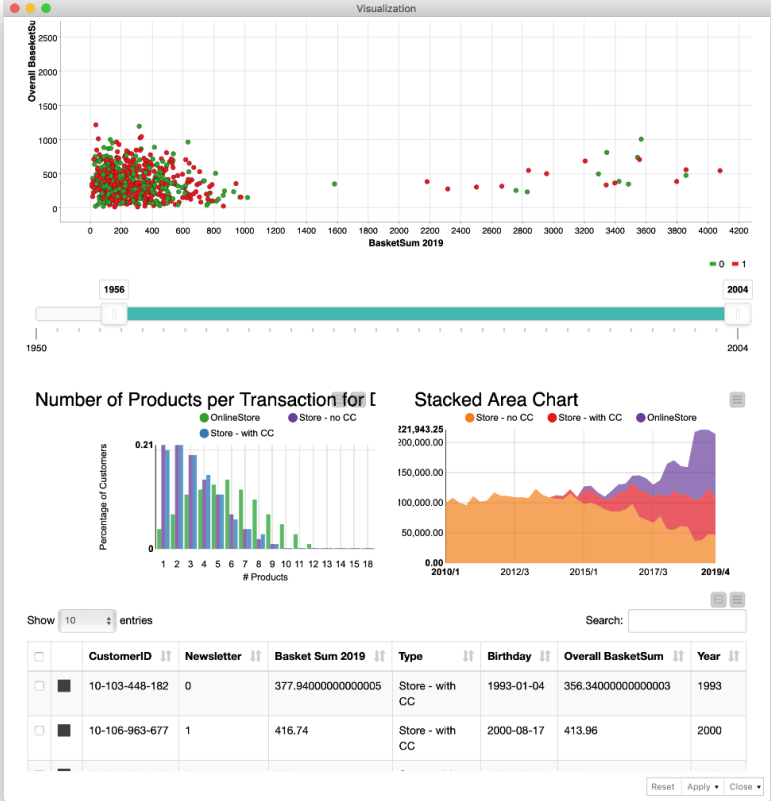 Visualization
Overall BaseketSu
2500
2000
1500
1000
500
0
0 200 400 600 800 1000 1200 1400 1600 1800 2000 2200 2400 2600 2800 3000 3200 3400 3600 3800 4000 4200
BasketSum 2019
0 1
1956 2004
1950 2004
Number of Products per Transaction for D
OnlineStore Store - no CC
Store - with CC
Percentage of Customers
0.21
0
1 2 3 4 5 6 7 8 9 10 11 12 13 14 15 18
# Products
Stacked Area Chart
Store - no CC Store - with CC OnlineStore
221,943.25
200,000.00
150,000.00
100,000.00
50,000.00
0.00
2010/1 2012/3 2015/1 2017/3 2019/4
Show 10 entries Search:
CustomerID Newsletter Basket Sum 2019 Type Birthday Overall BasketSum Year
10-103-448-182 0 377.94000000000005 Store - with 1993-01-04 356.34000000000003 1993
CC
10-106-963-677 1 416.74 Store - with 2000-08-17 413.96 2000
CC
Reset Apply Close